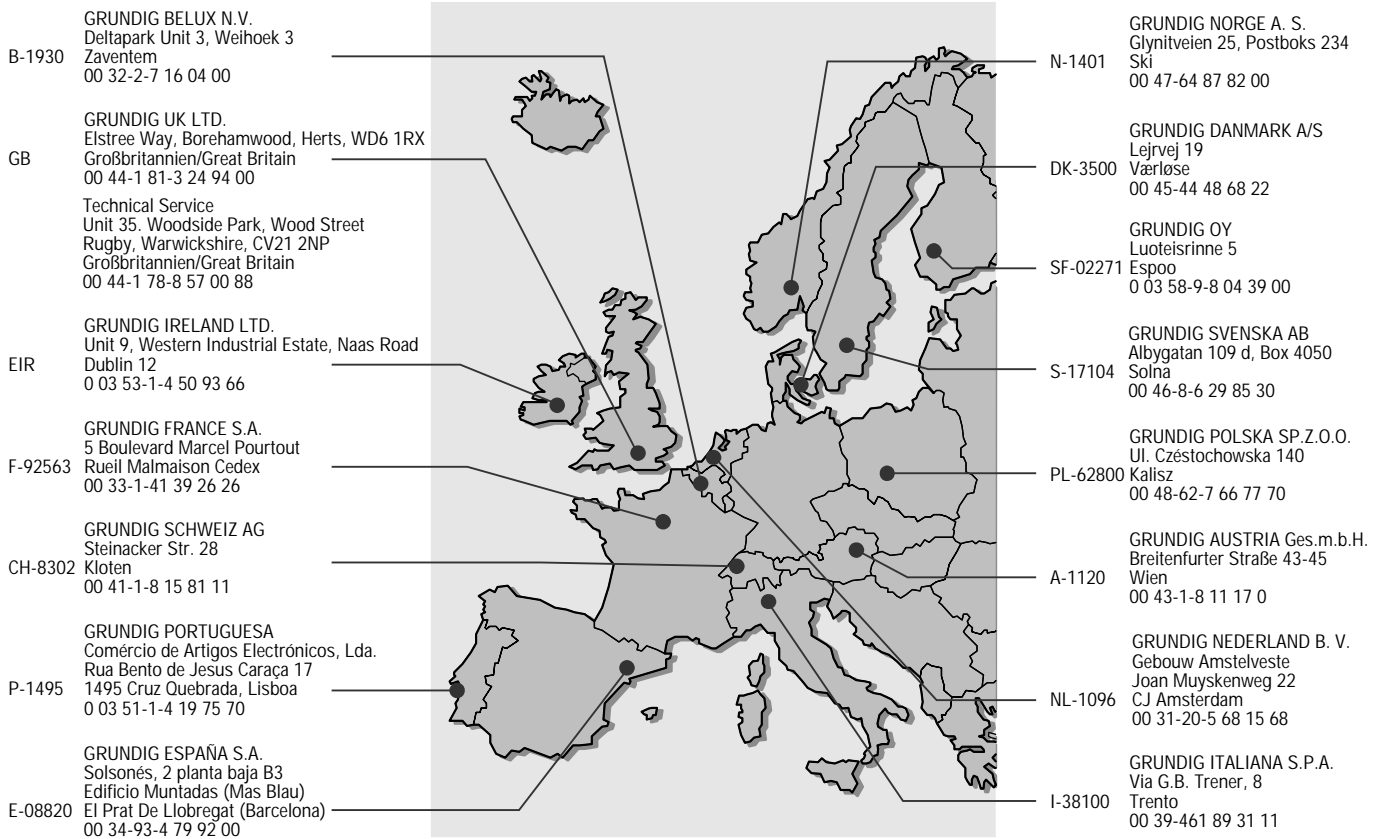 GRUNDIG BELUX N.V.
Deltapark Unit 3, Weihoek 3
B-1930 Zaventem
00 32-2-7 16 04 00
GRUNDIG UK LTD.
Elstree Way, Borehamwood, Herts, WD6 1RX
GB Großbritannien/Great Britain
00 44-1 81-3 24 94 00
Technical Service
Unit 35. Woodside Park, Wood Street
Rugby, Warwickshire, CV21 2NP
Großbritannien/Great Britain
00 44-1 78-8 57 00 88
GRUNDIG IRELAND LTD.
Unit 9, Western Industrial Estate, Naas Road
EIR Dublin 12
0 03 53-1-4 50 93 66
GRUNDIG FRANCE S.A.
5 Boulevard Marcel Pourtout
F-92563 Rueil Malmaison Cedex
00 33-1-41 39 26 26
GRUNDIG SCHWEIZ AG
Steinacker Str. 28
CH-8302 Kloten
00 41-1-8 15 81 11
GRUNDIG PORTUGUESA
Comércio de Artigos Electrónicos, Lda.
Rua Bento de Jesus Caraça 17
P-1495 1495 Cruz Quebrada, Lisboa
0 03 51-1-4 19 75 70
GRUNDIG ESPAÑA S.A.
Solsonés, 2 planta baja B3
Edificio Muntadas (Mas Blau)
E-08820 El Prat De Llobregat (Barcelona)
00 34-93-4 79 92 00
GRUNDIG NORGE A. S.
Glynitveien 25, Postboks 234
N-1401 Ski
00 47-64 87 82 00
GRUNDIG DANMARK A/S
Lejrvej 19
DK-3500 Værløse
00 45-44 48 68 22
GRUNDIG OY
Luoteisrinne 5
SF-02271 Espoo
0 03 58-9-8 04 39 00
GRUNDIG SVENSKA AB
Albygatan 109 d, Box 4050
S-17104 Solna
00 46-8-6 29 85 30
GRUNDIG POLSKA SP.Z.O.O.
Ul. Czéstochowska 140
PL-62800 Kalisz
00 48-62-7 66 77 70
GRUNDIG AUSTRIA Ges.m.b.H.
Breitenfurter Straße 43-45
A-1120 Wien
00 43-1-8 11 17 0
GRUNDIG NEDERLAND B. V.
Gebouw Amstelveste
Joan Muyskenweg 22
NL-1096 CJ Amsterdam
00 31-20-5 68 15 68
GRUNDIG ITALIANA S.P.A.
Via G.B. Trener, 8
I-38100 Trento
00 39-461 89 31 11